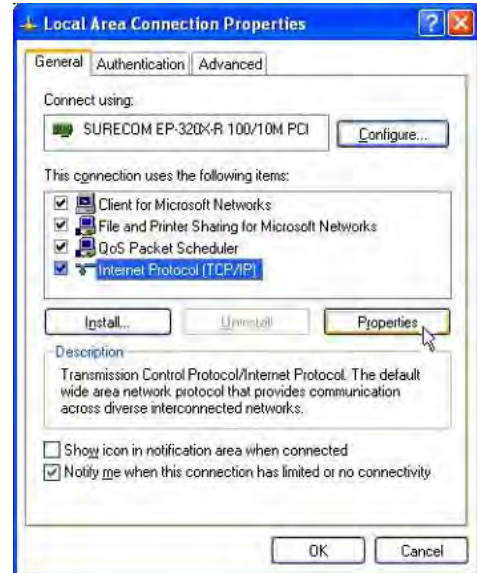 Local Area Connection Properties
General Authentication Advanced
Connect using:
SURECOM EP-320X-R 100/10M PCI Configure...
This connection uses the following items:
Client for Microsoft Networks
File and Printer Sharing for Microsoft Networks
QoS Packet Scheduler
Internet Protocol (TCP/IP)
Install... Uninstall Properties
Description
Transmission Control Protocol/Internet Protocol. The default
wide area network protocol that provides communication
across diverse interconnected networks.
Show icon in notification area when connected
Notify me when this connection has limited or no connectivity
OK Cancel